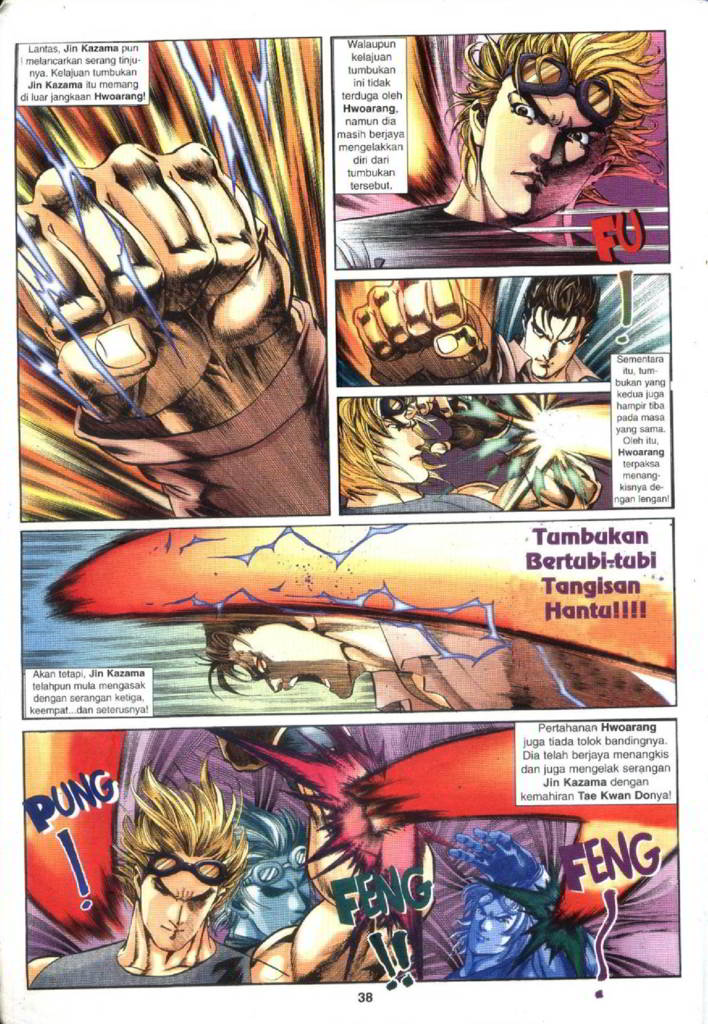 Lantas, Jin Kazama pun
melancarkan serang tinju-
nya. Kelajuan tumbukan
Jin Kazama itu memang
di luar jangkaan Hwoarang!
Walaupun
kelajuan
tumbukan
ini tidak
terduga oleh
Hwoarang,
namun dia
masih berjaya
mengelakkan
diri dari
tumbukan
tersebut.
FU
!
Sementara
itu, tum-
bukan yang
kedua juga
hampir tiba
pada masa
yang sama.
Oleh itu,
Hwoarang
terpaksa
menang-
kisnya de-
ngan lengan!
Tumbukan
Bertubi-tubi
Tangisan
Hantu!!!!
Akan tetapi, Jin Kazama
telahpun mula mengasak
dengan serangan ketiga,
keempat...dan seterusnya!
Pertahanan Hwoarang
juga tiada tolok bandingnya.
Dia telah berjaya menangkis
dan juga mengelak serangan
Jin Kazama dengan
kemahiran Tae Kwan Donya!
PUNG
!
FENG
!!
FENG
!
38